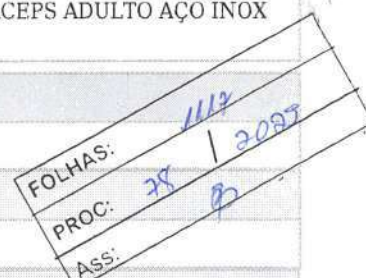 CEPS ADULTO AÇO INOX
FOLHAS: 1117
PROC: 78 / 2025
ASS: